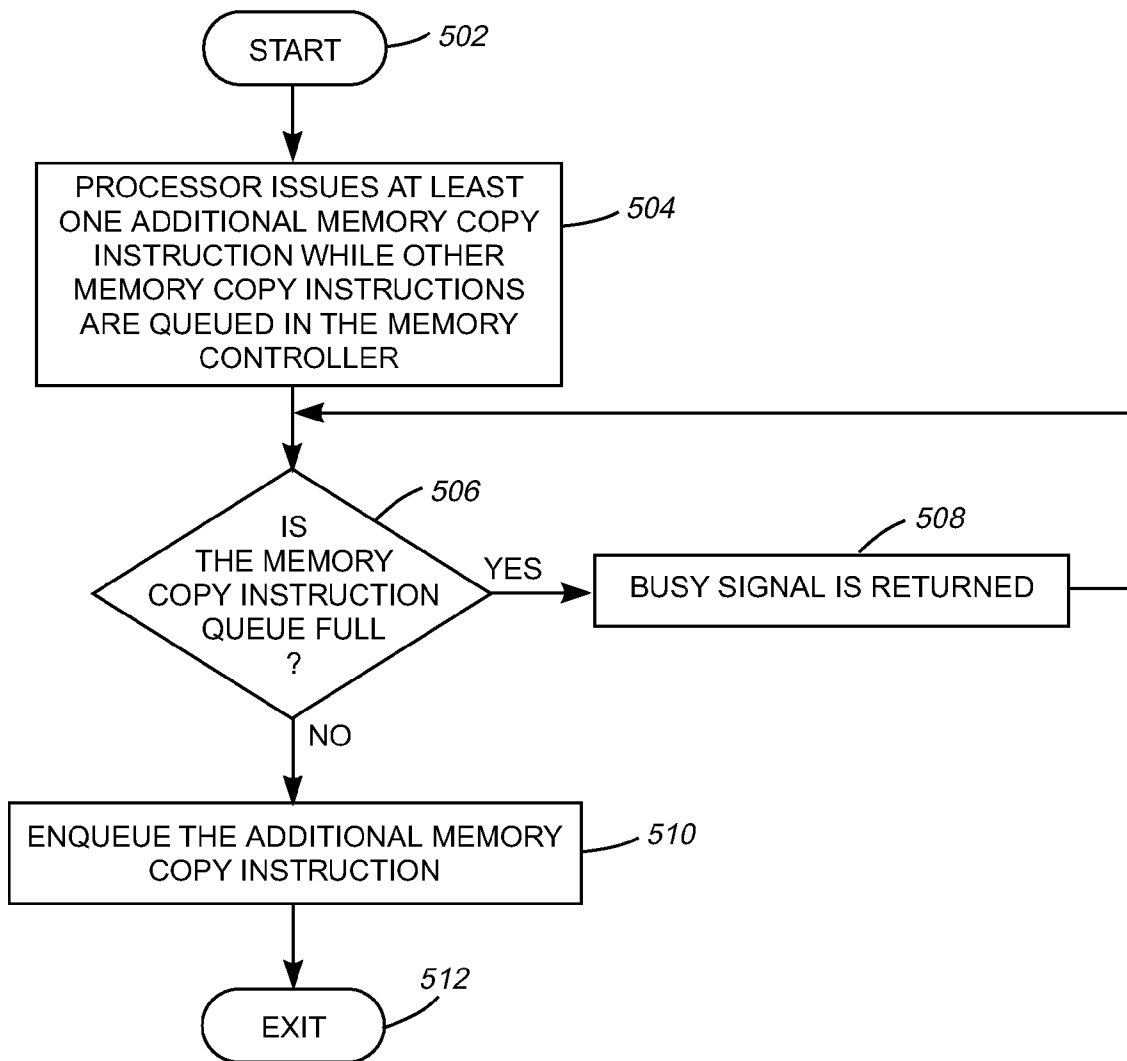 START
502
PROCESSOR ISSUES AT LEAST
ONE ADDITIONAL MEMORY COPY
INSTRUCTION WHILE OTHER
MEMORY COPY INSTRUCTIONS
ARE QUEUED IN THE MEMORY
CONTROLLER
504
506
IS
THE MEMORY
COPY INSTRUCTION
QUEUE FULL
?
YES
508
BUSY SIGNAL IS RETURNED
NO
ENQUEUE THE ADDITIONAL MEMORY
COPY INSTRUCTION
510
EXIT
512